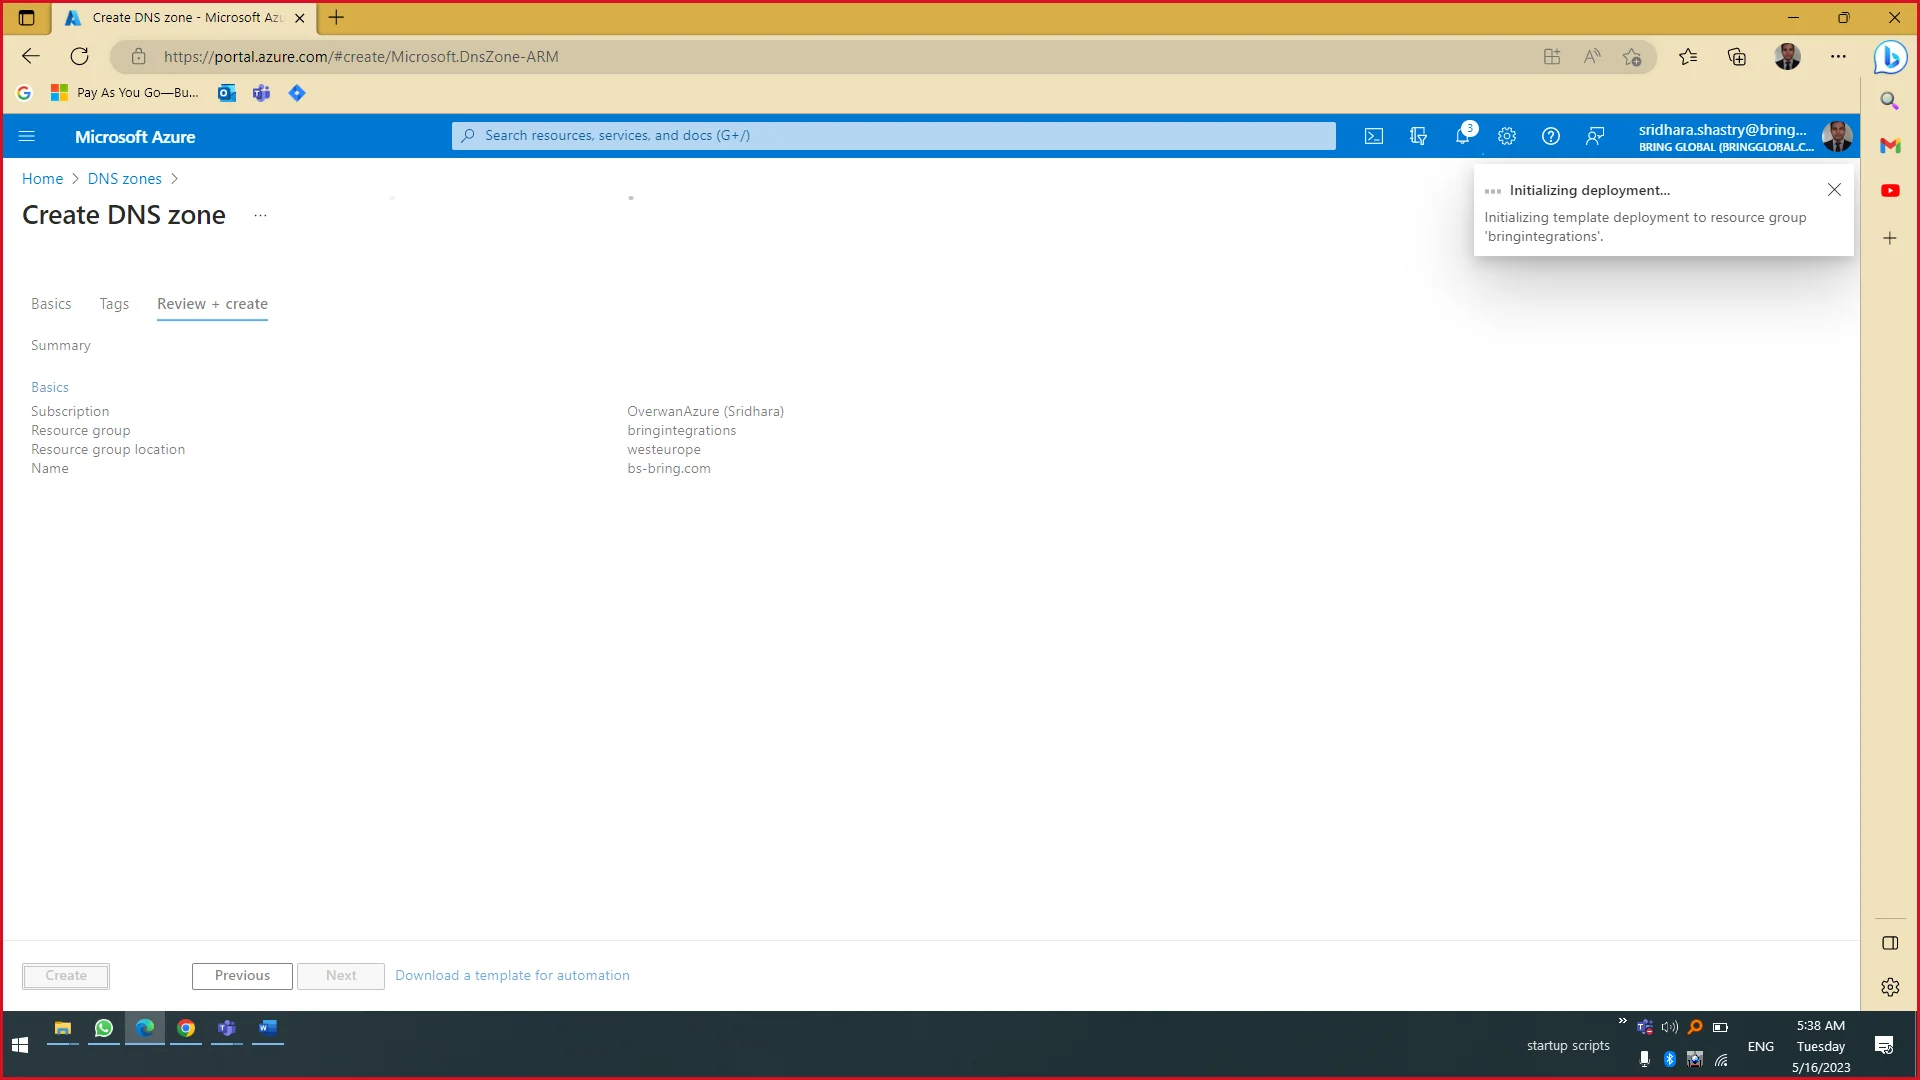 Create DNS zone - Microsoft Azu
https://portal.azure.com/#create/Microsoft.DnsZone-ARM
Pay As You Go—Bu...
Microsoft Azure
Search resources, services, and docs (G+/)
3
sridhara.shastry@bring...
BRING GLOBAL (BRINGGLOBAL.C...
Home > DNS zones >
Create DNS zone ...
Initializing deployment...
Initializing template deployment to resource group
'bringintegrations'.
Basics Tags Review + create
Summary
Basics
Subscription OverwanAzure (Sridhara)
Resource group bringintegrations
Resource group location westeurope
Name bs-bring.com
Create Previous Next Download a template for automation
startup scripts
ENG
5:38 AM
Tuesday
5/16/2023